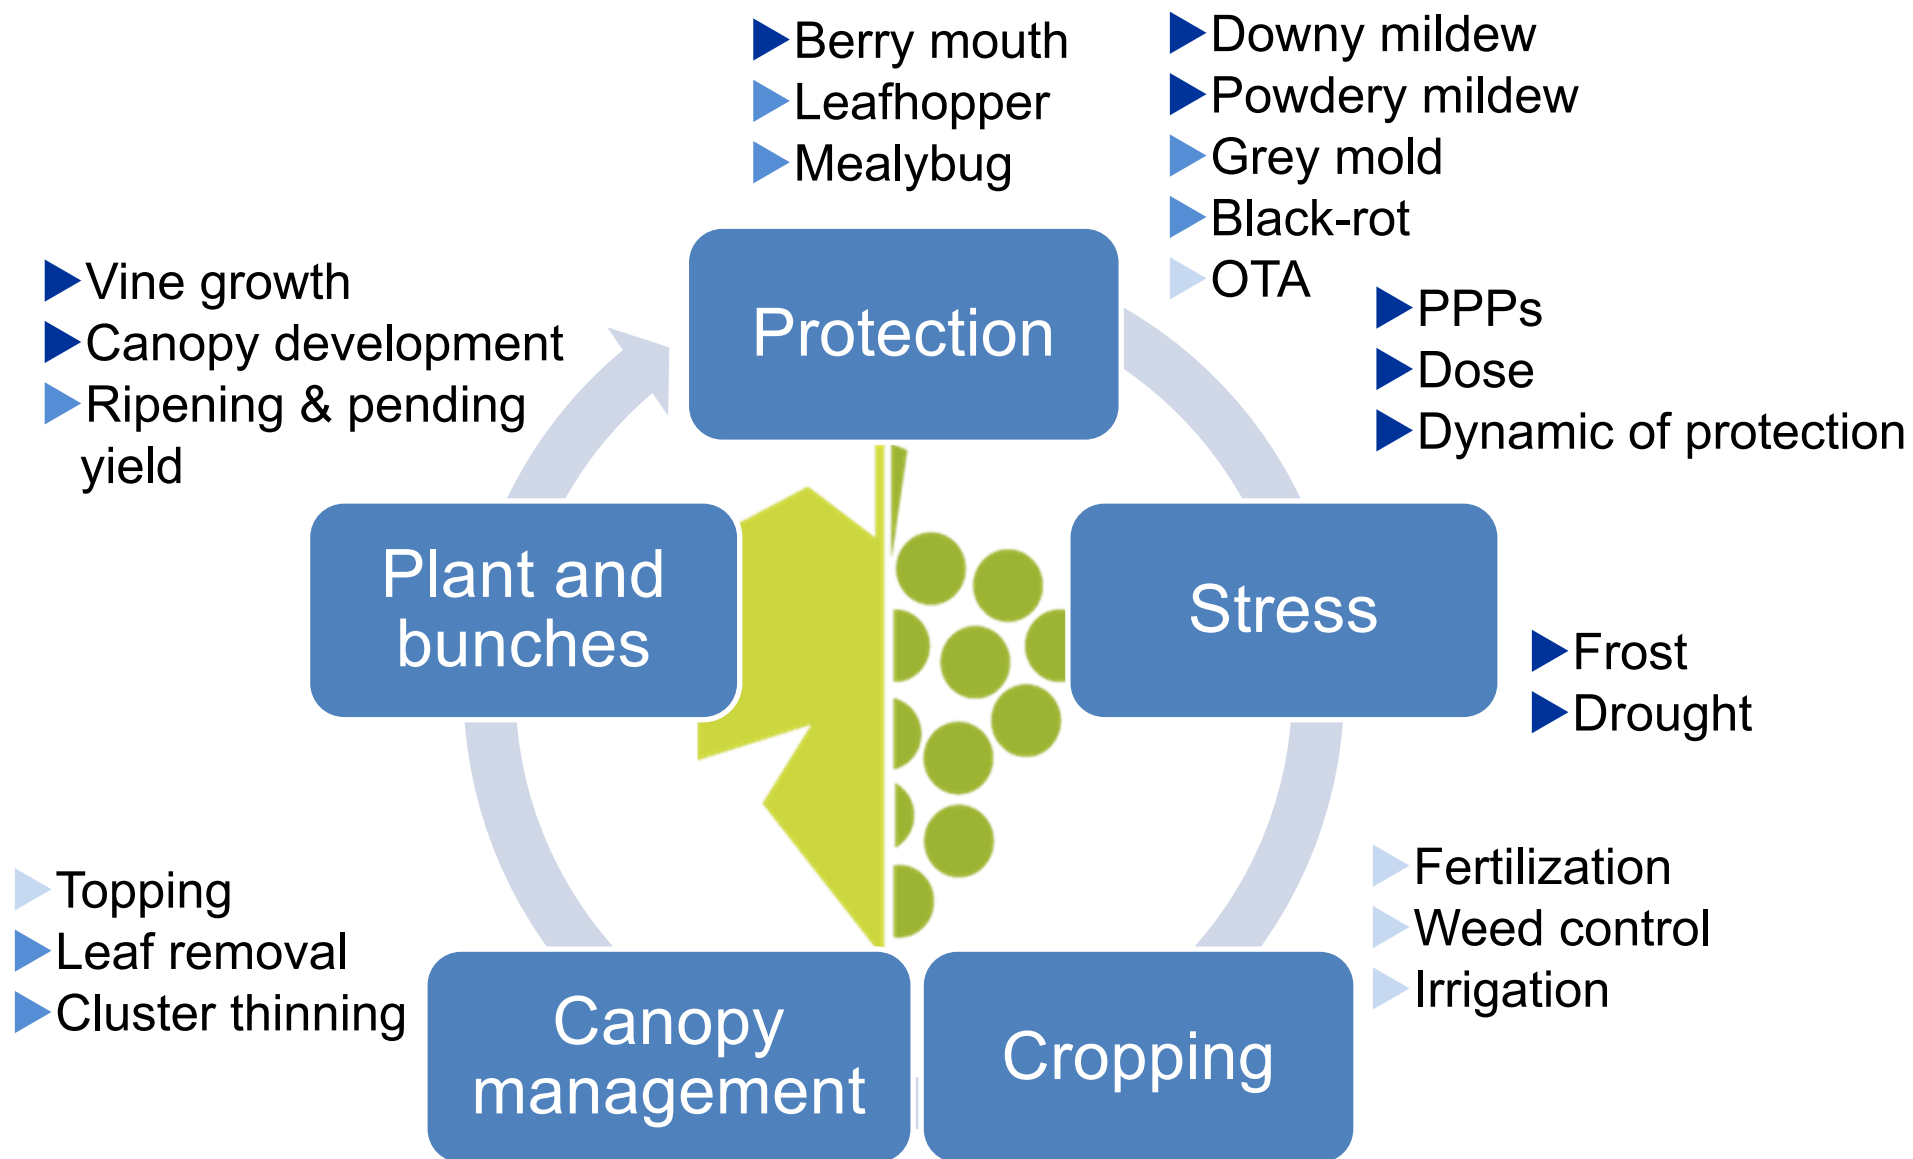 Berry mouth
Leafhopper
Mealybug
Downy mildew
Powdery mildew
Grey mold
Black-rot
OTA
PPPs
Dose
Dynamic of protection
Protection
Vine growth
Canopy development
Ripening & pending
yield
Plant and
bunches
Stress
Frost
Drought
Topping
Leaf removal
Cluster thinning
Canopy
management
Cropping
Fertilization
Weed control
Irrigation